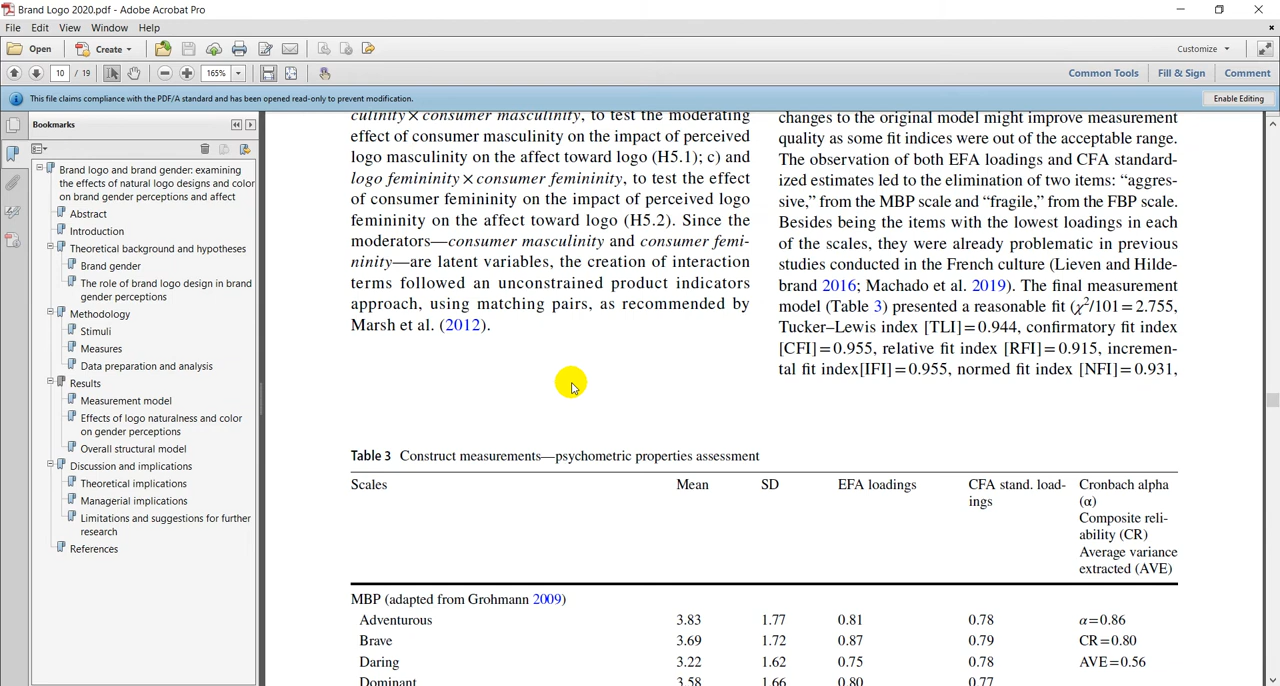 Brand Logo 2020.pdf - Adobe Acrobat Pro
File Edit View Window Help
Open Create Customize
10 / 19 165% Common Tools Fill & Sign Comment
This file claims compliance with the PDF/A standard and has been opened read-only to prevent modification. Enable Editing
Bookmarks
Brand logo and brand gender: examining
the effects of natural logo designs and color
on brand gender perceptions and affect
Abstract
Introduction
Theoretical background and hypotheses
Brand gender
The role of brand logo design in brand
gender perceptions
Methodology
Stimuli
Measures
Data preparation and analysis
Results
Measurement model
Effects of logo naturalness and color
on gender perceptions
Overall structural model
Discussion and implications
Theoretical implications
Managerial implications
Limitations and suggestions for further
research
References
culinity × consumer masculinity, to test the moderating
effect of consumer masculinity on the impact of perceived
logo masculinity on the affect toward logo (H5.1); c) and
logo femininity × consumer femininity, to test the effect
of consumer femininity on the impact of perceived logo
femininity on the affect toward logo (H5.2). Since the
moderators—consumer masculinity and consumer femi-
ninity—are latent variables, the creation of interaction
terms followed an unconstrained product indicators
approach, using matching pairs, as recommended by
Marsh et al. (2012).
changes to the original model might improve measurement
quality as some fit indices were out of the acceptable range.
The observation of both EFA loadings and CFA standard-
ized estimates led to the elimination of two items: “aggres-
sive,” from the MBP scale and “fragile,” from the FBP scale.
Besides being the items with the lowest loadings in each
of the scales, they were already problematic in previous
studies conducted in the French culture (Lieven and Hilde-
brand 2016; Machado et al. 2019). The final measurement
model (Table 3) presented a reasonable fit (χ²/101 = 2.755,
Tucker–Lewis index [TLI] = 0.944, confirmatory fit index
[CFI] = 0.955, relative fit index [RFI] = 0.915, incremen-
tal fit index[IFI] = 0.955, normed fit index [NFI] = 0.931,
Table 3 Construct measurements—psychometric properties assessment
Scales Mean SD EFA loadings CFA stand. load- Cronbach alpha
ings (α)
Composite reli-
ability (CR)
Average variance
extracted (AVE)
MBP (adapted from Grohmann 2009)
Adventurous 3.83 1.77 0.81 0.78 α=0.86
Brave 3.69 1.72 0.87 0.79 CR=0.80
Daring 3.22 1.62 0.75 0.78 AVE=0.56
Dominant 3.58 1.66 0.80 0.77